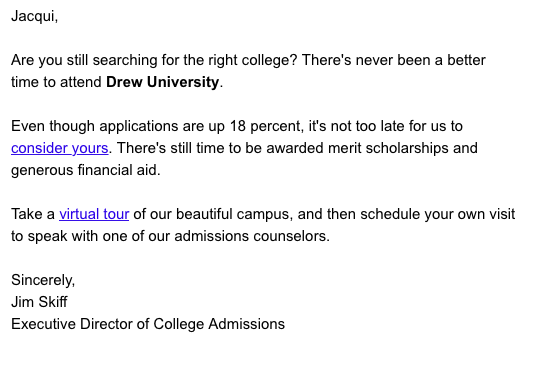 Jacqui,
Are you still searching for the right college? There's never been a better
time to attend Drew University.
Even though applications are up 18 percent, it's not too late for us to
consider yours. There's still time to be awarded merit scholarships and
generous financial aid.
Take a virtual tour of our beautiful campus, and then schedule your own visit
to speak with one of our admissions counselors.
Sincerely,
Jim Skiff
Executive Director of College Admissions